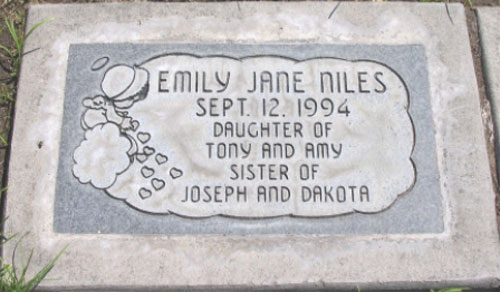 EMILY JANE NILES
SEPT. 12. 1994
DAUGHTER OF
TONY AND AMY
SISTER OF
JOSEPH AND DAKOTA